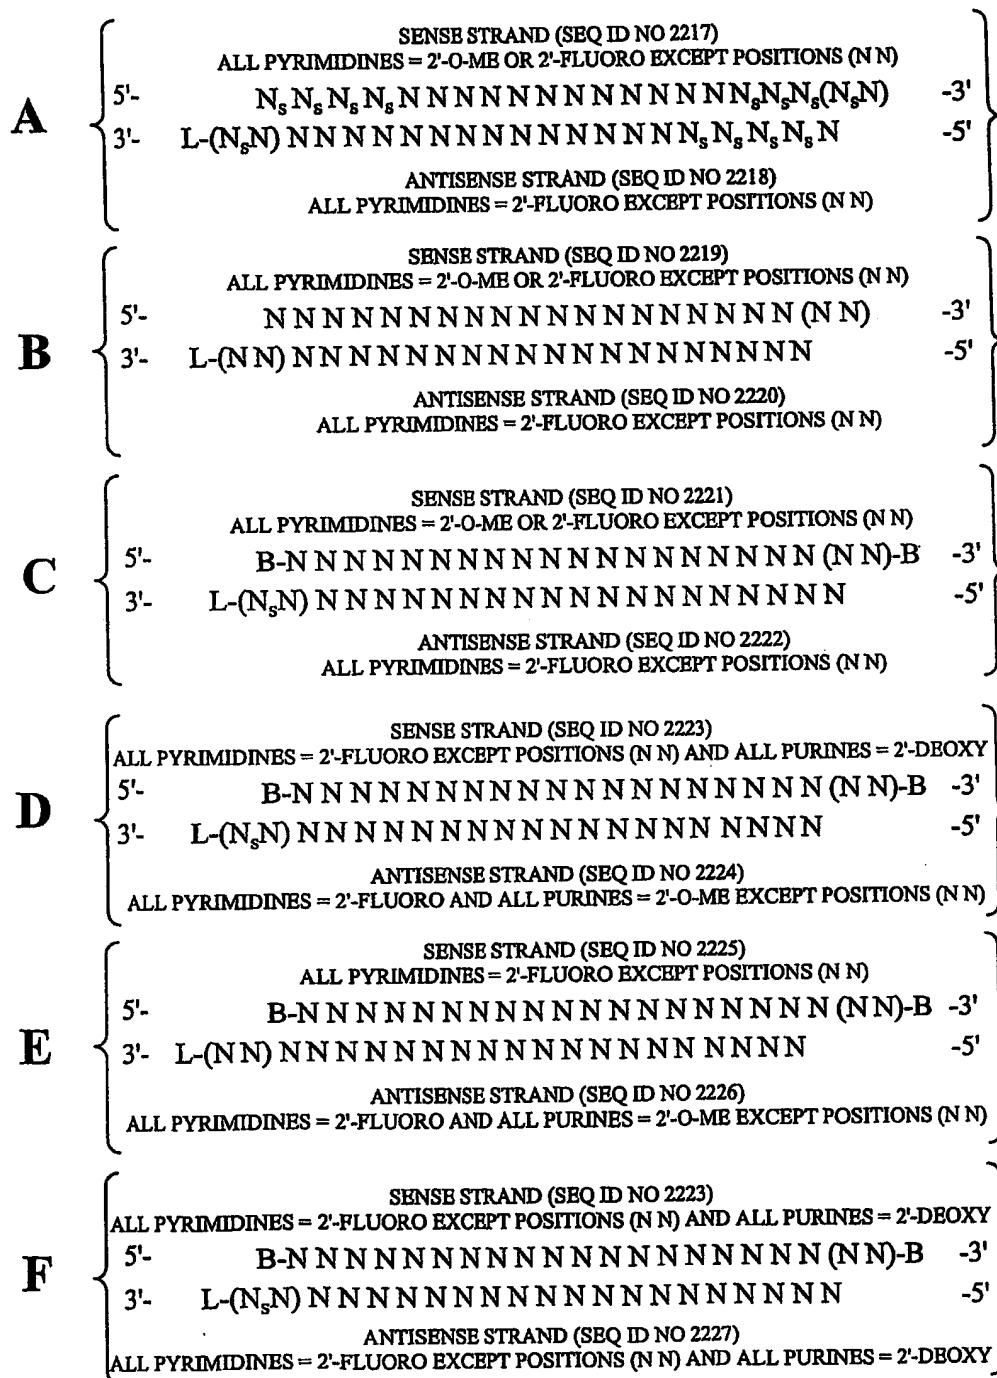 SENSE STRAND (SEQ ID NO 2217)
ALL PYRIMIDINES = 2'-O-ME OR 2'-FLUORO EXCEPT POSITIONS (N N)
A
5'- NsNsNsNsN N N N N N N N N N N NNsNsNs(NsN) -3'
3'- L-(NsN) N N N N N N N N N N N N N N Ns Ns Ns Ns N -5'
ANTISENSE STRAND (SEQ ID NO 2218)
ALL PYRIMIDINES = 2'-FLUORO EXCEPT POSITIONS (N N)
SENSE STRAND (SEQ ID NO 2219)
ALL PYRIMIDINES = 2'-O-ME OR 2'-FLUORO EXCEPT POSITIONS (N N)
B
5'- N N N N N N N N N N N N N N N N N N N (N N) -3'
3'- L-(N N) N N N N N N N N N N N N N N N N N N N -5'
ANTISENSE STRAND (SEQ ID NO 2220)
ALL PYRIMIDINES = 2'-FLUORO EXCEPT POSITIONS (N N)
SENSE STRAND (SEQ ID NO 2221)
ALL PYRIMIDINES = 2'-O-ME OR 2'-FLUORO EXCEPT POSITIONS (N N)
C
5'- B-N N N N N N N N N N N N N N N N N N N (N N)-B -3'
3'- L-(NsN) N N N N N N N N N N N N N N N N N N N -5'
ANTISENSE STRAND (SEQ ID NO 2222)
ALL PYRIMIDINES = 2'-FLUORO EXCEPT POSITIONS (N N)
SENSE STRAND (SEQ ID NO 2223)
ALL PYRIMIDINES = 2'-FLUORO EXCEPT POSITIONS (N N) AND ALL PURINES = 2'-DEOXY
D
5'- B-N N N N N N N N N N N N N N N N N N N (N N)-B -3'
3'- L-(NsN) N N N N N N N N N N N N N N N N N N N -5'
ANTISENSE STRAND (SEQ ID NO 2224)
ALL PYRIMIDINES = 2'-FLUORO AND ALL PURINES = 2'-O-ME EXCEPT POSITIONS (N N)
SENSE STRAND (SEQ ID NO 2225)
ALL PYRIMIDINES = 2'-FLUORO EXCEPT POSITIONS (N N)
E
5'- B-N N N N N N N N N N N N N N N N N N N (N N)-B -3'
3'- L-(N N) N N N N N N N N N N N N N N N N N N N -5'
ANTISENSE STRAND (SEQ ID NO 2226)
ALL PYRIMIDINES = 2'-FLUORO AND ALL PURINES = 2'-O-ME EXCEPT POSITIONS (N N)
SENSE STRAND (SEQ ID NO 2223)
ALL PYRIMIDINES = 2'-FLUORO EXCEPT POSITIONS (N N) AND ALL PURINES = 2'-DEOXY
F
5'- B-N N N N N N N N N N N N N N N N N N N (N N)-B -3'
3'- L-(NsN) N N N N N N N N N N N N N N N N N N N -5'
ANTISENSE STRAND (SEQ ID NO 2227)
ALL PYRIMIDINES = 2'-FLUORO EXCEPT POSITIONS (N N) AND ALL PURINES = 2'-DEOXY